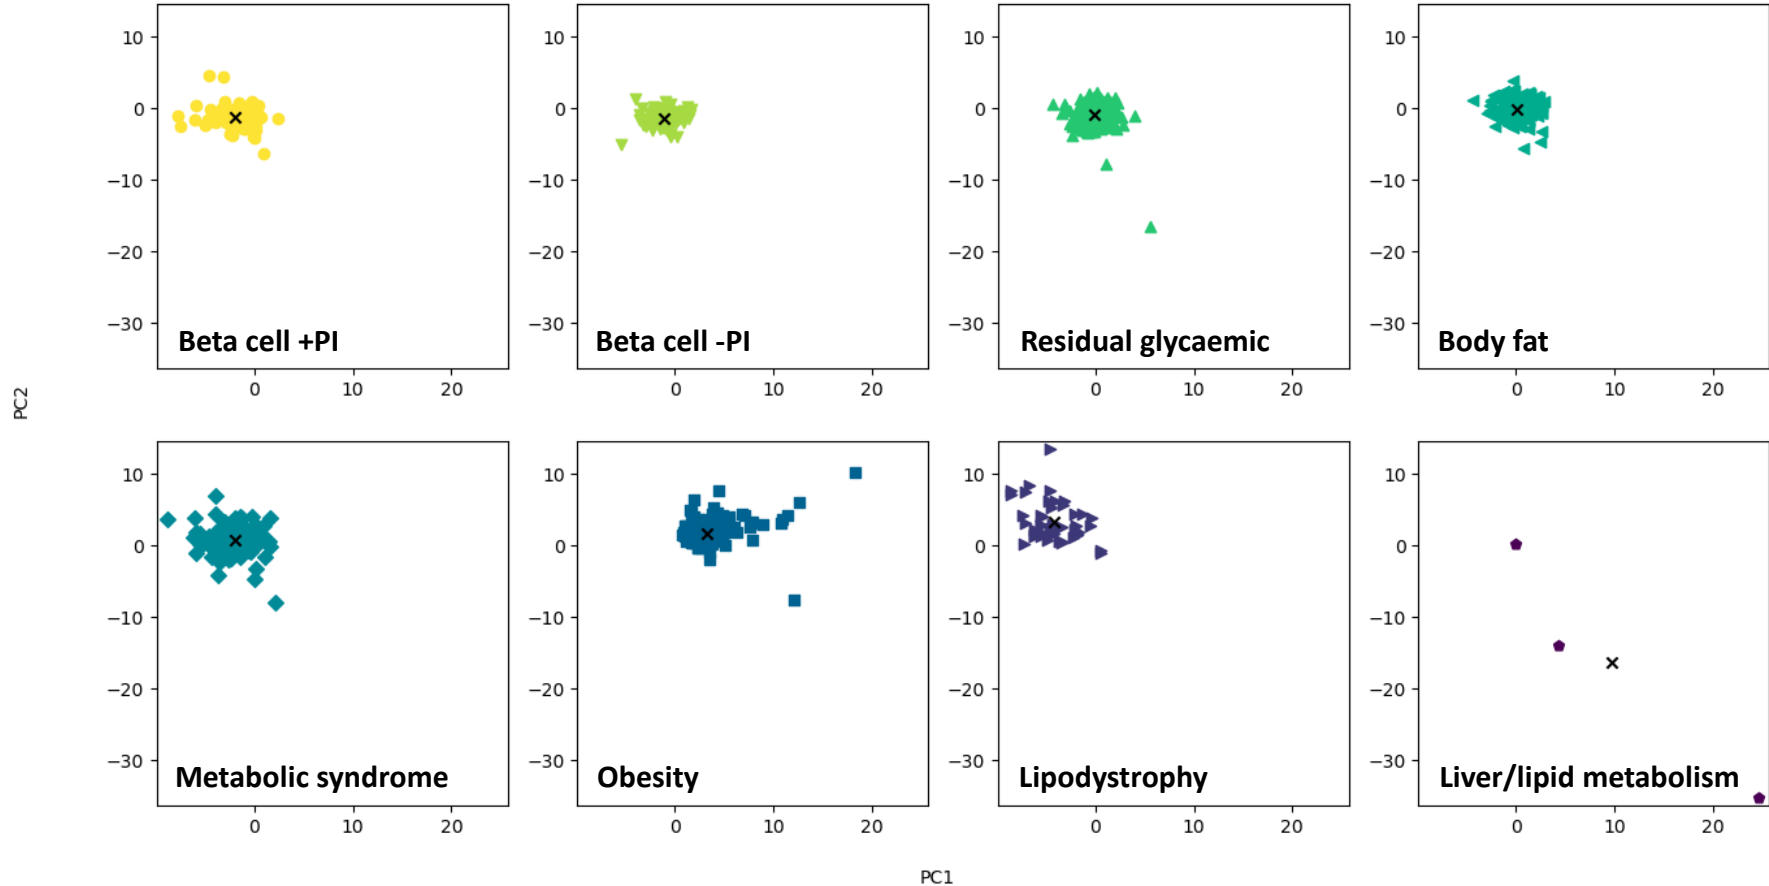 10 10 10 10
0 0 0 0
−10 −10 −10 −10
−20 −20 −20 −20
−30 −30 −30 −30
Beta cell +PI Beta cell -PI Residual glycaemic Body fat
0 10 20 0 10 20 0 10 20 0 10 20
PC2
10 10 10 10
0 0 0 0
−10 −10 −10 −10
−20 −20 −20 −20
−30 −30 −30 −30
Metabolic syndrome Obesity Lipodystrophy Liver/lipid metabolism
0 10 20 0 10 20 0 10 20 0 10 20
PC1